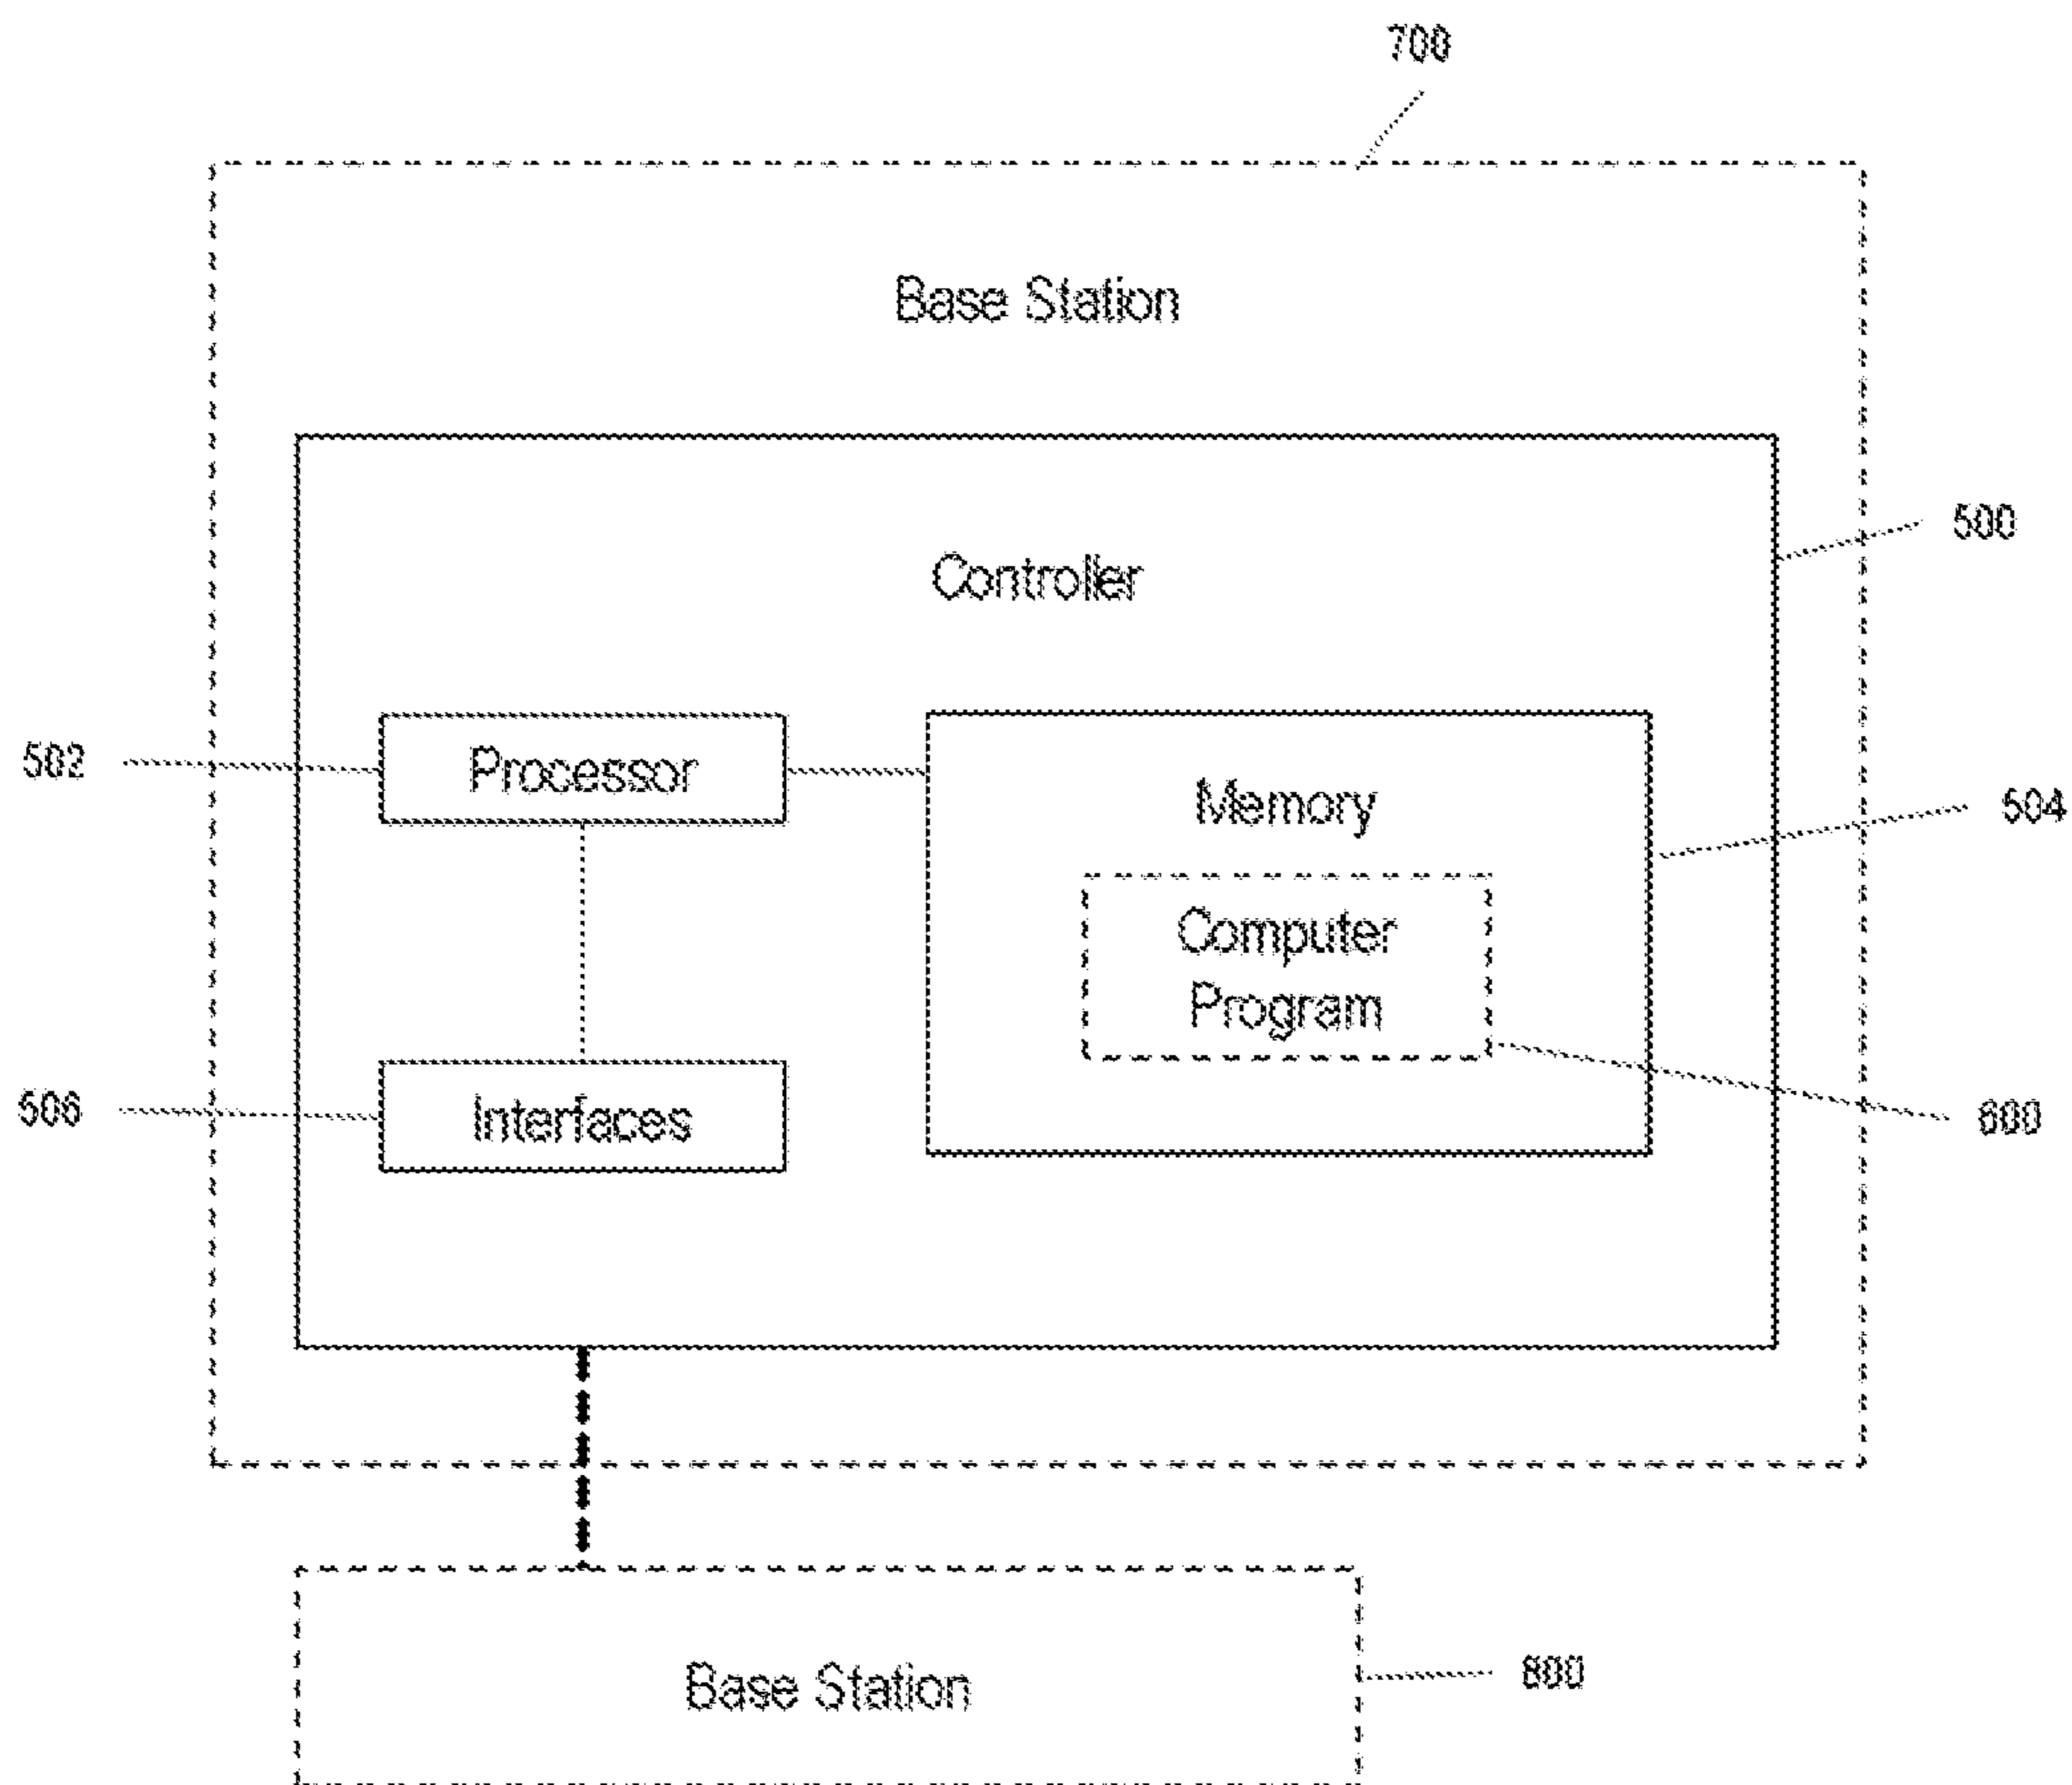 700
Base Station
500
Controller
502
Processor
Memory
504
Computer
Program
506
Interfaces
600
Base Station
800